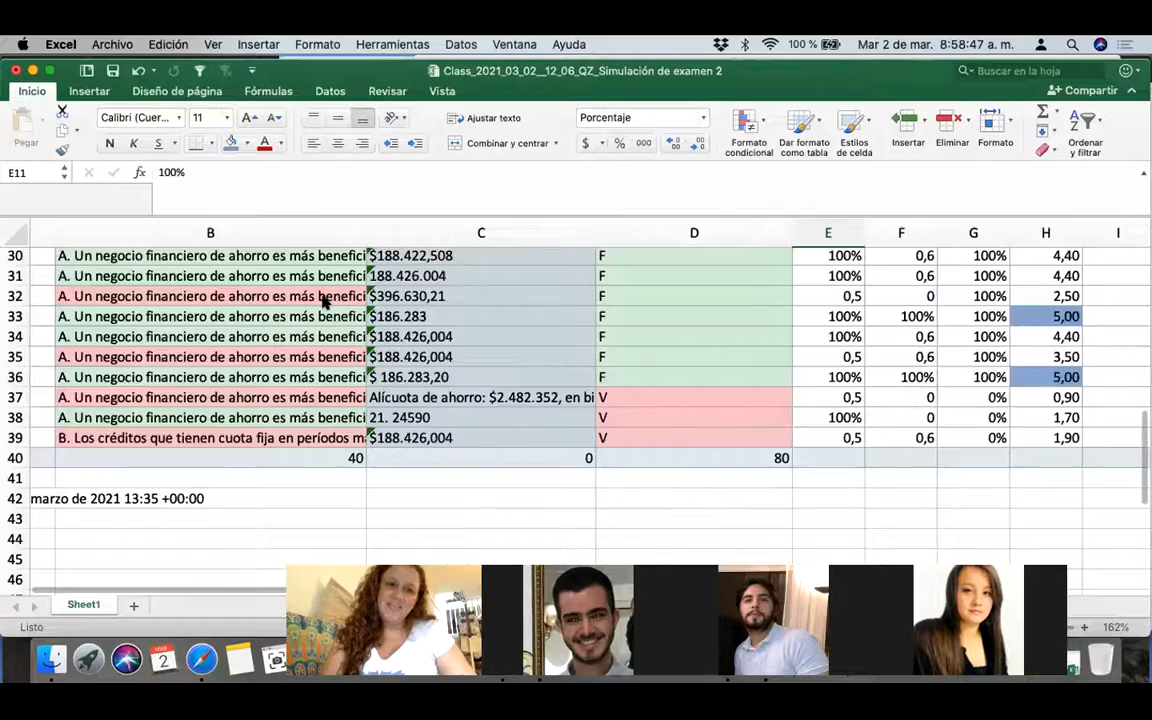 Excel Archivo Edición Ver Insertar Formato Herramientas Datos Ventana Ayuda 100 % Mar 2 de mar. 8:58:47 a. m.
Class_2021_03_02__12_06_QZ_Simulación de examen 2 Buscar en la hoja
Inicio Insertar Diseño de página Fórmulas Datos Revisar Vista Compartir
Pegar Calibri (Cuer... 11 A A Ajustar texto Porcentaje
N K S A Combinar y centrar $ % 000
Formato condicional Dar formato como tabla Estilos de celda Insertar Eliminar Formato Ordenar y filtrar
E11 fx 100%
B C D E F G H I
30 A. Un negocio financiero de ahorro es más benefici $188.422,508 F 100% 0,6 100% 4,40
31 A. Un negocio financiero de ahorro es más benefici 188.426.004 F 100% 0,6 100% 4,40
32 A. Un negocio financiero de ahorro es más benefici $396.630,21 F 0,5 0 100% 2,50
33 A. Un negocio financiero de ahorro es más benefici $186.283 F 100% 100% 100% 5,00
34 A. Un negocio financiero de ahorro es más benefici $188.426,004 F 100% 0,6 100% 4,40
35 A. Un negocio financiero de ahorro es más benefici $188.426,004 F 0,5 0,6 100% 3,50
36 A. Un negocio financiero de ahorro es más benefici $ 186.283,20 F 100% 100% 100% 5,00
37 A. Un negocio financiero de ahorro es más benefici Alícuota de ahorro: $2.482.352, en bi V 0,5 0 0% 0,90
38 A. Un negocio financiero de ahorro es más benefici 21. 24590 V 100% 0 0% 1,70
39 B. Los créditos que tienen cuota fija en períodos m $188.426,004 V 0,5 0,6 0% 1,90
40 40 0 80
41
42 marzo de 2021 13:35 +00:00
43
44
45
46
Sheet1
Listo 162%
MAR 2